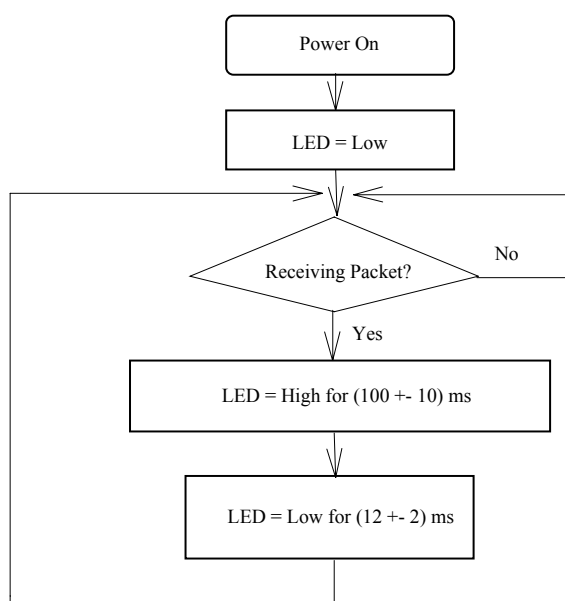 Power On
LED = Low
Receiving Packet?
No
Yes
LED = High for (100 +- 10) ms
LED = Low for (12 +- 2) ms